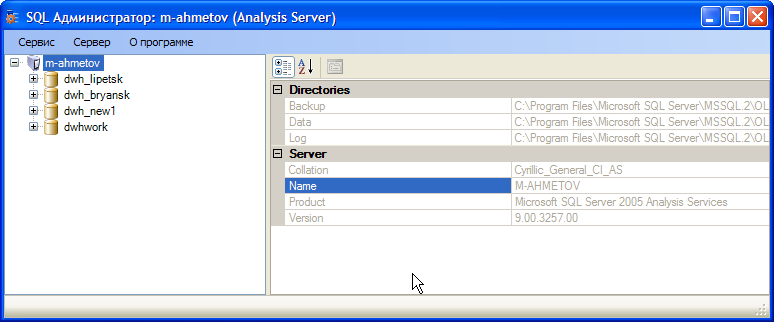 SQL Администратор: m-ahmetov (Analysis Server)
Сервис Сервер О программе
m-ahmetov
dwh_lipetsk
dwh_bryansk
dwh_new1
dwhwork
Directories
Backup C:\Program Files\Microsoft SQL Server\MSSQL.2\OL
Data C:\Program Files\Microsoft SQL Server\MSSQL.2\OL
Log C:\Program Files\Microsoft SQL Server\MSSQL.2\OL
Server
Collation Cyrillic_General_CI_AS
Name M-AHMETOV
Product Microsoft SQL Server 2005 Analysis Services
Version 9.00.3257.00